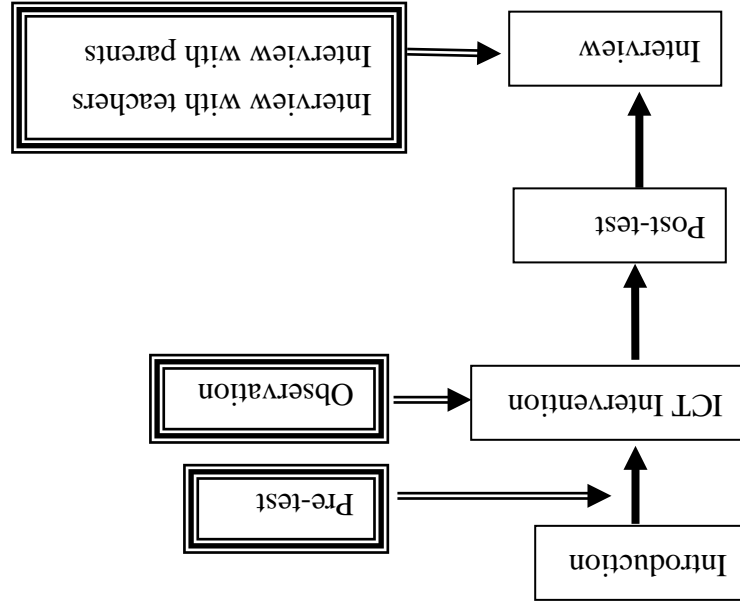 Introduction
Pre-test
ICT Intervention
Observation
Post-test
Interview
Interview with teachers
Interview with parents